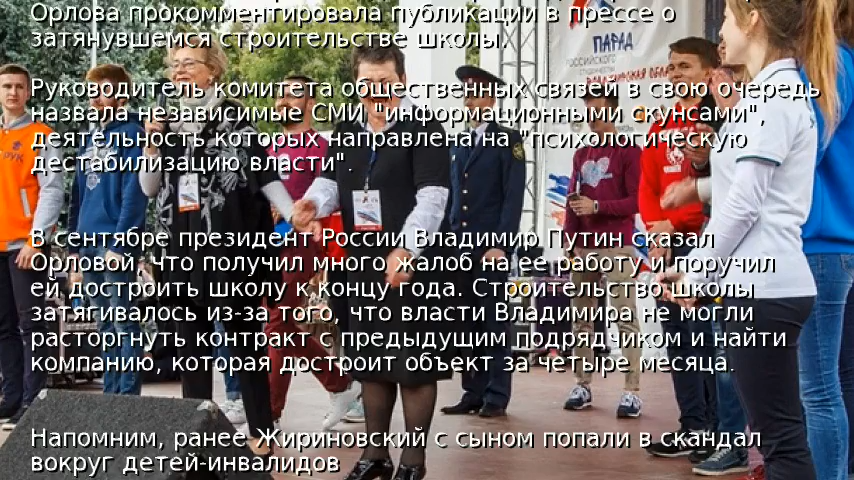 Орлова прокомментировала публикации в прессе о
затянувшемся строительстве школы.
Руководитель комитета общественных связей в свою очередь
назвала независимые СМИ "информационными скунсами",
деятельность которых направлена на "психологическую
дестабилизацию власти".
В сентябре президент России Владимир Путин сказал
Орловой, что получил много жалоб на ее работу и поручил
ей достроить школу к концу года. Строительство школы
затягивалось из-за того, что власти Владимира не могли
расторгнуть контракт с предыдущим подрядчиком и найти
компанию, которая достроит объект за четыре месяца.
Напомним, ранее Жириновский с сыном попали в скандал
вокруг детей-инвалидов
ПАРАД
РОССИЙСКОГО